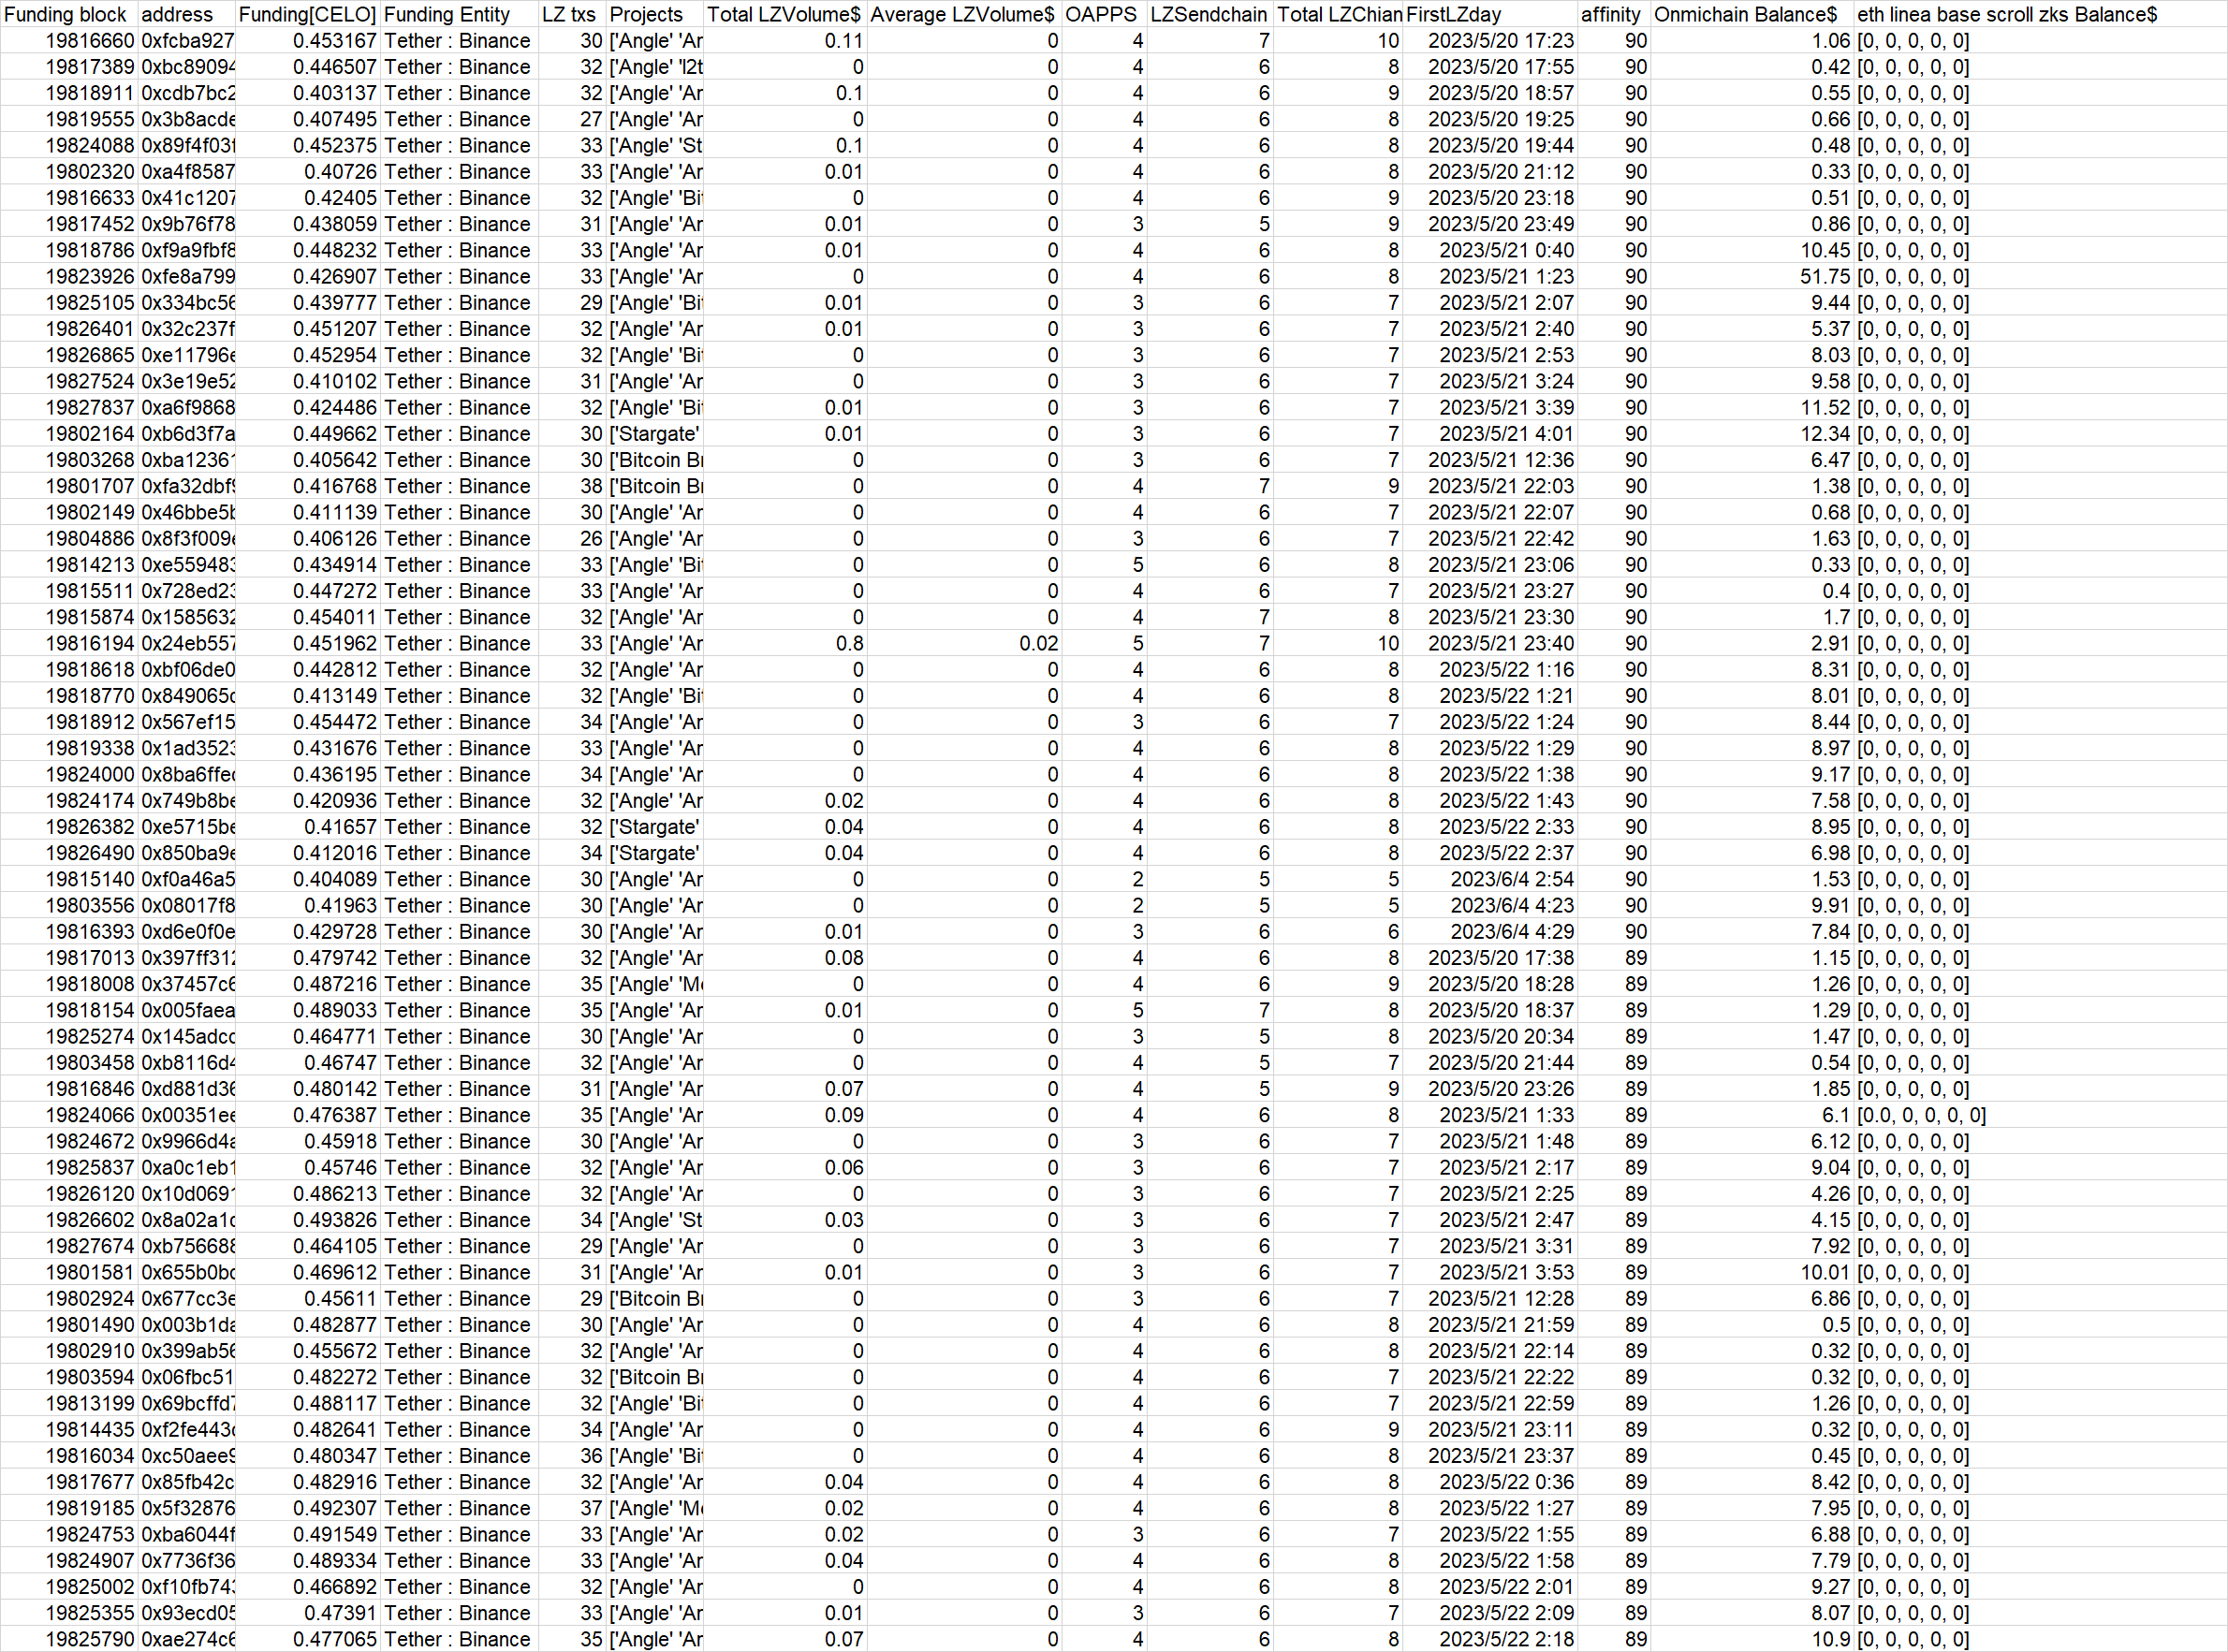 Funding block address Funding[CELO] Funding Entity LZ txs Projects Total LZVolume$ Average LZVolume$ OAPPS LZSendchain Total LZChian FirstLZday affinity Onmichain Balance$ eth linea base scroll zks Balance$
19816660 0xfcba927 0.453167 Tether : Binance 30 ['Angle' 'Ar 0.11 0 4 7 10 2023/5/20 17:23 90 1.06 [0, 0, 0, 0, 0]
19817389 0xbc89094 0.446507 Tether : Binance 32 ['Angle' 'l2t 0 0 4 6 8 2023/5/20 17:55 90 0.42 [0, 0, 0, 0, 0]
19818911 0xcdb7bc2 0.403137 Tether : Binance 32 ['Angle' 'Ar 0.1 0 4 6 9 2023/5/20 18:57 90 0.55 [0, 0, 0, 0, 0]
19819555 0x3b8acde 0.407495 Tether : Binance 27 ['Angle' 'Ar 0 0 4 6 8 2023/5/20 19:25 90 0.66 [0, 0, 0, 0, 0]
19824088 0x89f4f03f 0.452375 Tether : Binance 33 ['Angle' 'St 0.1 0 4 6 8 2023/5/20 19:44 90 0.48 [0, 0, 0, 0, 0]
19802320 0xa4f8587 0.40726 Tether : Binance 33 ['Angle' 'Ar 0.01 0 4 6 8 2023/5/20 21:12 90 0.33 [0, 0, 0, 0, 0]
19816633 0x41c1207 0.42405 Tether : Binance 32 ['Angle' 'Bit 0 0 4 6 9 2023/5/20 23:18 90 0.51 [0, 0, 0, 0, 0]
19817452 0x9b76f78 0.438059 Tether : Binance 31 ['Angle' 'Ar 0.01 0 3 5 9 2023/5/20 23:49 90 0.86 [0, 0, 0, 0, 0]
19818786 0xf9a9fbf8 0.448232 Tether : Binance 33 ['Angle' 'Ar 0.01 0 4 6 8 2023/5/21 0:40 90 10.45 [0, 0, 0, 0, 0]
19823926 0xfe8a799 0.426907 Tether : Binance 33 ['Angle' 'Ar 0 0 4 6 8 2023/5/21 1:23 90 51.75 [0, 0, 0, 0, 0]
19825105 0x334bc56 0.439777 Tether : Binance 29 ['Angle' 'Bit 0.01 0 3 6 7 2023/5/21 2:07 90 9.44 [0, 0, 0, 0, 0]
19826401 0x32c237f 0.451207 Tether : Binance 32 ['Angle' 'Ar 0.01 0 3 6 7 2023/5/21 2:40 90 5.37 [0, 0, 0, 0, 0]
19826865 0xe11796e 0.452954 Tether : Binance 32 ['Angle' 'Bit 0 0 3 6 7 2023/5/21 2:53 90 8.03 [0, 0, 0, 0, 0]
19827524 0x3e19e52 0.410102 Tether : Binance 31 ['Angle' 'Ar 0 0 3 6 7 2023/5/21 3:24 90 9.58 [0, 0, 0, 0, 0]
19827837 0xa6f9868 0.424486 Tether : Binance 32 ['Angle' 'Bit 0.01 0 3 6 7 2023/5/21 3:39 90 11.52 [0, 0, 0, 0, 0]
19802164 0xb6d3f7a 0.449662 Tether : Binance 30 ['Stargate' 0.01 0 3 6 7 2023/5/21 4:01 90 12.34 [0, 0, 0, 0, 0]
19803268 0xba12361 0.405642 Tether : Binance 30 ['Bitcoin Br 0 0 3 6 7 2023/5/21 12:36 90 6.47 [0, 0, 0, 0, 0]
19801707 0xfa32dbf9 0.416768 Tether : Binance 38 ['Bitcoin Br 0 0 4 7 9 2023/5/21 22:03 90 1.38 [0, 0, 0, 0, 0]
19802149 0x46bbe5b 0.411139 Tether : Binance 30 ['Angle' 'Ar 0 0 4 6 7 2023/5/21 22:07 90 0.68 [0, 0, 0, 0, 0]
19804886 0x8f3f009e 0.406126 Tether : Binance 26 ['Angle' 'Ar 0 0 3 6 7 2023/5/21 22:42 90 1.63 [0, 0, 0, 0, 0]
19814213 0xe559483 0.434914 Tether : Binance 33 ['Angle' 'Bit 0 0 5 6 8 2023/5/21 23:06 90 0.33 [0, 0, 0, 0, 0]
19815511 0x728ed23 0.447272 Tether : Binance 33 ['Angle' 'Ar 0 0 4 6 7 2023/5/21 23:27 90 0.4 [0, 0, 0, 0, 0]
19815874 0x1585632 0.454011 Tether : Binance 32 ['Angle' 'Ar 0 0 4 7 8 2023/5/21 23:30 90 1.7 [0, 0, 0, 0, 0]
19816194 0x24eb557 0.451962 Tether : Binance 33 ['Angle' 'Ar 0.8 0.02 5 7 10 2023/5/21 23:40 90 2.91 [0, 0, 0, 0, 0]
19818618 0xbf06de0 0.442812 Tether : Binance 32 ['Angle' 'Ar 0 0 4 6 8 2023/5/22 1:16 90 8.31 [0, 0, 0, 0, 0]
19818770 0x849065c 0.413149 Tether : Binance 32 ['Angle' 'Bit 0 0 4 6 8 2023/5/22 1:21 90 8.01 [0, 0, 0, 0, 0]
19818912 0x567ef15 0.454472 Tether : Binance 34 ['Angle' 'Ar 0 0 3 6 7 2023/5/22 1:24 90 8.44 [0, 0, 0, 0, 0]
19819338 0x1ad3523 0.431676 Tether : Binance 33 ['Angle' 'Ar 0 0 4 6 8 2023/5/22 1:29 90 8.97 [0, 0, 0, 0, 0]
19824000 0x8ba6ffec 0.436195 Tether : Binance 34 ['Angle' 'Ar 0 0 4 6 8 2023/5/22 1:38 90 9.17 [0, 0, 0, 0, 0]
19824174 0x749b8be 0.420936 Tether : Binance 32 ['Angle' 'Ar 0.02 0 4 6 8 2023/5/22 1:43 90 7.58 [0, 0, 0, 0, 0]
19826382 0xe5715be 0.41657 Tether : Binance 32 ['Stargate' 0.04 0 4 6 8 2023/5/22 2:33 90 8.95 [0, 0, 0, 0, 0]
19826490 0x850ba9e 0.412016 Tether : Binance 34 ['Stargate' 0.04 0 4 6 8 2023/5/22 2:37 90 6.98 [0, 0, 0, 0, 0]
19815140 0xf0a46a5 0.404089 Tether : Binance 30 ['Angle' 'Ar 0 0 2 5 5 2023/6/4 2:54 90 1.53 [0, 0, 0, 0, 0]
19803556 0x08017f8 0.41963 Tether : Binance 30 ['Angle' 'Ar 0 0 2 5 5 2023/6/4 4:23 90 9.91 [0, 0, 0, 0, 0]
19816393 0xd6e0f0e 0.429728 Tether : Binance 30 ['Angle' 'Ar 0.01 0 3 6 6 2023/6/4 4:29 90 7.84 [0, 0, 0, 0, 0]
19817013 0x397ff312 0.479742 Tether : Binance 32 ['Angle' 'Ar 0.08 0 4 6 8 2023/5/20 17:38 89 1.15 [0, 0, 0, 0, 0]
19818008 0x37457c6 0.487216 Tether : Binance 35 ['Angle' 'Me 0 0 4 6 9 2023/5/20 18:28 89 1.26 [0, 0, 0, 0, 0]
19818154 0x005faea 0.489033 Tether : Binance 35 ['Angle' 'Ar 0.01 0 5 7 8 2023/5/20 18:37 89 1.29 [0, 0, 0, 0, 0]
19825274 0x145adcc 0.464771 Tether : Binance 30 ['Angle' 'Ar 0 0 3 5 8 2023/5/20 20:34 89 1.47 [0, 0, 0, 0, 0]
19803458 0xb8116d4 0.46747 Tether : Binance 32 ['Angle' 'Ar 0 0 4 5 7 2023/5/20 21:44 89 0.54 [0, 0, 0, 0, 0]
19816846 0xd881d36 0.480142 Tether : Binance 31 ['Angle' 'Ar 0.07 0 4 5 9 2023/5/20 23:26 89 1.85 [0, 0, 0, 0, 0]
19824066 0x00351ee 0.476387 Tether : Binance 35 ['Angle' 'Ar 0.09 0 4 6 8 2023/5/21 1:33 89 6.1 [0.0, 0, 0, 0, 0]
19824672 0x9966d4a 0.45918 Tether : Binance 30 ['Angle' 'Ar 0 0 3 6 7 2023/5/21 1:48 89 6.12 [0, 0, 0, 0, 0]
19825837 0xa0c1eb1 0.45746 Tether : Binance 32 ['Angle' 'Ar 0.06 0 3 6 7 2023/5/21 2:17 89 9.04 [0, 0, 0, 0, 0]
19826120 0x10d0691 0.486213 Tether : Binance 32 ['Angle' 'Ar 0 0 3 6 7 2023/5/21 2:25 89 4.26 [0, 0, 0, 0, 0]
19826602 0x8a02a1c 0.493826 Tether : Binance 34 ['Angle' 'St 0.03 0 3 6 7 2023/5/21 2:47 89 4.15 [0, 0, 0, 0, 0]
19827674 0xb756688 0.464105 Tether : Binance 29 ['Angle' 'Ar 0 0 3 6 7 2023/5/21 3:31 89 7.92 [0, 0, 0, 0, 0]
19801581 0x655b0bc 0.469612 Tether : Binance 31 ['Angle' 'Ar 0.01 0 3 6 7 2023/5/21 3:53 89 10.01 [0, 0, 0, 0, 0]
19802924 0x677cc3e 0.45611 Tether : Binance 29 ['Bitcoin Br 0 0 3 6 7 2023/5/21 12:28 89 6.86 [0, 0, 0, 0, 0]
19801490 0x003b1da 0.482877 Tether : Binance 30 ['Angle' 'Ar 0 0 4 6 8 2023/5/21 21:59 89 0.5 [0, 0, 0, 0, 0]
19802910 0x399ab56 0.455672 Tether : Binance 32 ['Angle' 'Ar 0 0 4 6 8 2023/5/21 22:14 89 0.32 [0, 0, 0, 0, 0]
19803594 0x06fbc51 0.482272 Tether : Binance 32 ['Bitcoin Br 0 0 4 6 7 2023/5/21 22:22 89 0.32 [0, 0, 0, 0, 0]
19813199 0x69bcffd7 0.488117 Tether : Binance 32 ['Angle' 'Bit 0 0 4 6 7 2023/5/21 22:59 89 1.26 [0, 0, 0, 0, 0]
19814435 0xf2fe443c 0.482641 Tether : Binance 34 ['Angle' 'Ar 0 0 4 6 9 2023/5/21 23:11 89 0.32 [0, 0, 0, 0, 0]
19816034 0xc50aee9 0.480347 Tether : Binance 36 ['Angle' 'Bit 0 0 4 6 8 2023/5/21 23:37 89 0.45 [0, 0, 0, 0, 0]
19817677 0x85fb42c 0.482916 Tether : Binance 32 ['Angle' 'Ar 0.04 0 4 6 8 2023/5/22 0:36 89 8.42 [0, 0, 0, 0, 0]
19819185 0x5f32876 0.492307 Tether : Binance 37 ['Angle' 'Me 0.02 0 4 6 8 2023/5/22 1:27 89 7.95 [0, 0, 0, 0, 0]
19824753 0xba6044f 0.491549 Tether : Binance 33 ['Angle' 'Ar 0.02 0 3 6 7 2023/5/22 1:55 89 6.88 [0, 0, 0, 0, 0]
19824907 0x7736f36 0.489334 Tether : Binance 33 ['Angle' 'Ar 0.04 0 4 6 8 2023/5/22 1:58 89 7.79 [0, 0, 0, 0, 0]
19825002 0xf10fb743 0.466892 Tether : Binance 32 ['Angle' 'Ar 0 0 4 6 8 2023/5/22 2:01 89 9.27 [0, 0, 0, 0, 0]
19825355 0x93ecd05 0.47391 Tether : Binance 33 ['Angle' 'Ar 0.01 0 3 6 7 2023/5/22 2:09 89 8.07 [0, 0, 0, 0, 0]
19825790 0xae274c6 0.477065 Tether : Binance 35 ['Angle' 'Ar 0.07 0 4 6 8 2023/5/22 2:18 89 10.9 [0, 0, 0, 0, 0]